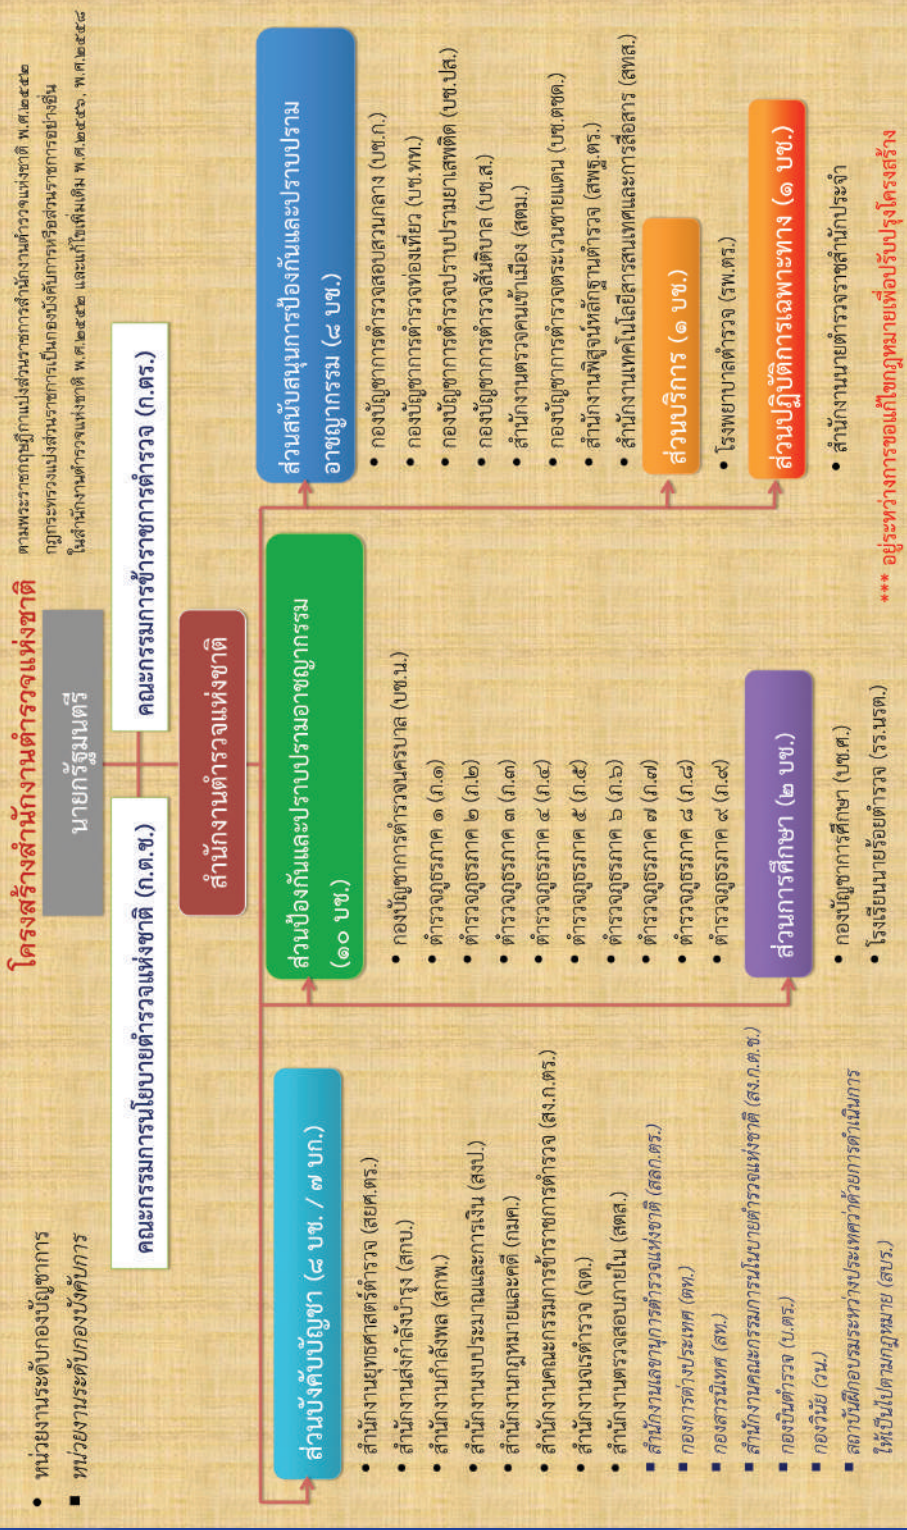 โครงสร้างสำนักงานตำรวจแห่งชาติ
ตามพระราชกฤษฎีกาแบ่งส่วนราชการสำนักงานตำรวจแห่งชาติ พ.ศ.๒๕๕๒
กฎกระทรวงแบ่งส่วนราชการเป็นกองบังคับการหรือส่วนราชการอย่างอื่น
ในสำนักงานตำรวจแห่งชาติ พ.ศ.๒๕๕๒ และแก้ไขเพิ่มเติม พ.ศ.๒๕๕๖, พ.ศ.๒๕๕๘
• หน่วยงานระดับกองบัญชาการ
■ หน่วยงานระดับกองบังคับการ
นายกรัฐมนตรี
คณะกรรมการนโยบายตำรวจแห่งชาติ (ก.ต.ช.)
คณะกรรมการข้าราชการตำรวจ (ก.ตร.)
สำนักงานตำรวจแห่งชาติ
ส่วนบังคับบัญชา (๘ บช. / ๗ บก.)
• สำนักงานยุทธศาสตร์ตำรวจ (สยศ.ตร.)
• สำนักงานส่งกำลังบำรุง (สกบ.)
• สำนักงานกำลังพล (สกพ.)
• สำนักงานงบประมาณและการเงิน (สงป.)
• สำนักงานกฎหมายและคดี (กมค.)
• สำนักงานคณะกรรมการข้าราชการตำรวจ (สง.ก.ตร.)
• สำนักงานจเรตำรวจ (จต.)
• สำนักงานตรวจสอบภายใน (สตส.)
■ สำนักงานเลขานุการตำรวจแห่งชาติ (สลก.ตร.)
■ กองการต่างประเทศ (ตท.)
■ กองสารนิเทศ (สท.)
■ สำนักงานคณะกรรมการนโนบายตำรวจแห่งชาติ (สง.ก.ต.ช.)
■ กองบินตำรวจ (บ.ตร.)
■ กองวินัย (วน.)
■ สถาบันฝึกอบรมระหว่างประเทศว่าด้วยการดำเนินการ
ให้เป็นไปตามกฎหมาย (สบร.)
ส่วนป้องกันและปราบปรามอาชญากรรม
(๑๐ บช.)
• กองบัญชาการตำรวจนครบาล (บช.น.)
• ตำรวจภูธรภาค ๑ (ภ.๑)
• ตำรวจภูธรภาค ๒ (ภ.๒)
• ตำรวจภูธรภาค ๓ (ภ.๓)
• ตำรวจภูธรภาค ๔ (ภ.๔)
• ตำรวจภูธรภาค ๕ (ภ.๕)
• ตำรวจภูธรภาค ๖ (ภ.๖)
• ตำรวจภูธรภาค ๗ (ภ.๗)
• ตำรวจภูธรภาค ๘ (ภ.๘)
• ตำรวจภูธรภาค ๙ (ภ.๙)
ส่วนการศึกษา (๒ บช.)
• กองบัญชาการศึกษา (บช.ศ.)
• โรงเรียนนายร้อยตำรวจ (รร.นรต.)
ส่วนสนับสนุนการป้องกันและปราบปราม
อาชญากรรม (๘ บช.)
• กองบัญชาการตำรวจสอบสวนกลาง (บช.ก.)
• กองบัญชาการตำรวจท่องเที่ยว (บช.ทท.)
• กองบัญชาการตำรวจปราบปรามยาเสพติด (บช.ปส.)
• กองบัญชาการตำรวจสันติบาล (บช.ส.)
• สำนักงานตรวจคนเข้าเมือง (สตม.)
• กองบัญชาการตำรวจตระเวนชายแดน (บช.ตชด.)
• สำนักงานพิสูจน์หลักฐานตำรวจ (สพฐ.ตร.)
• สำนักงานเทคโนโลยีสารสนเทศและการสื่อสาร (สทส.)
ส่วนบริการ (๑ บช.)
• โรงพยาบาลตำรวจ (รพ.ตร.)
ส่วนปฏิบัติการเฉพาะทาง (๑ บช.)
• สำนักงานนายตำรวจราชสำนักประจำ
*** อยู่ระหว่างการขอแก้ไขกฎหมายเพื่อปรับปรุงโครงสร้าง